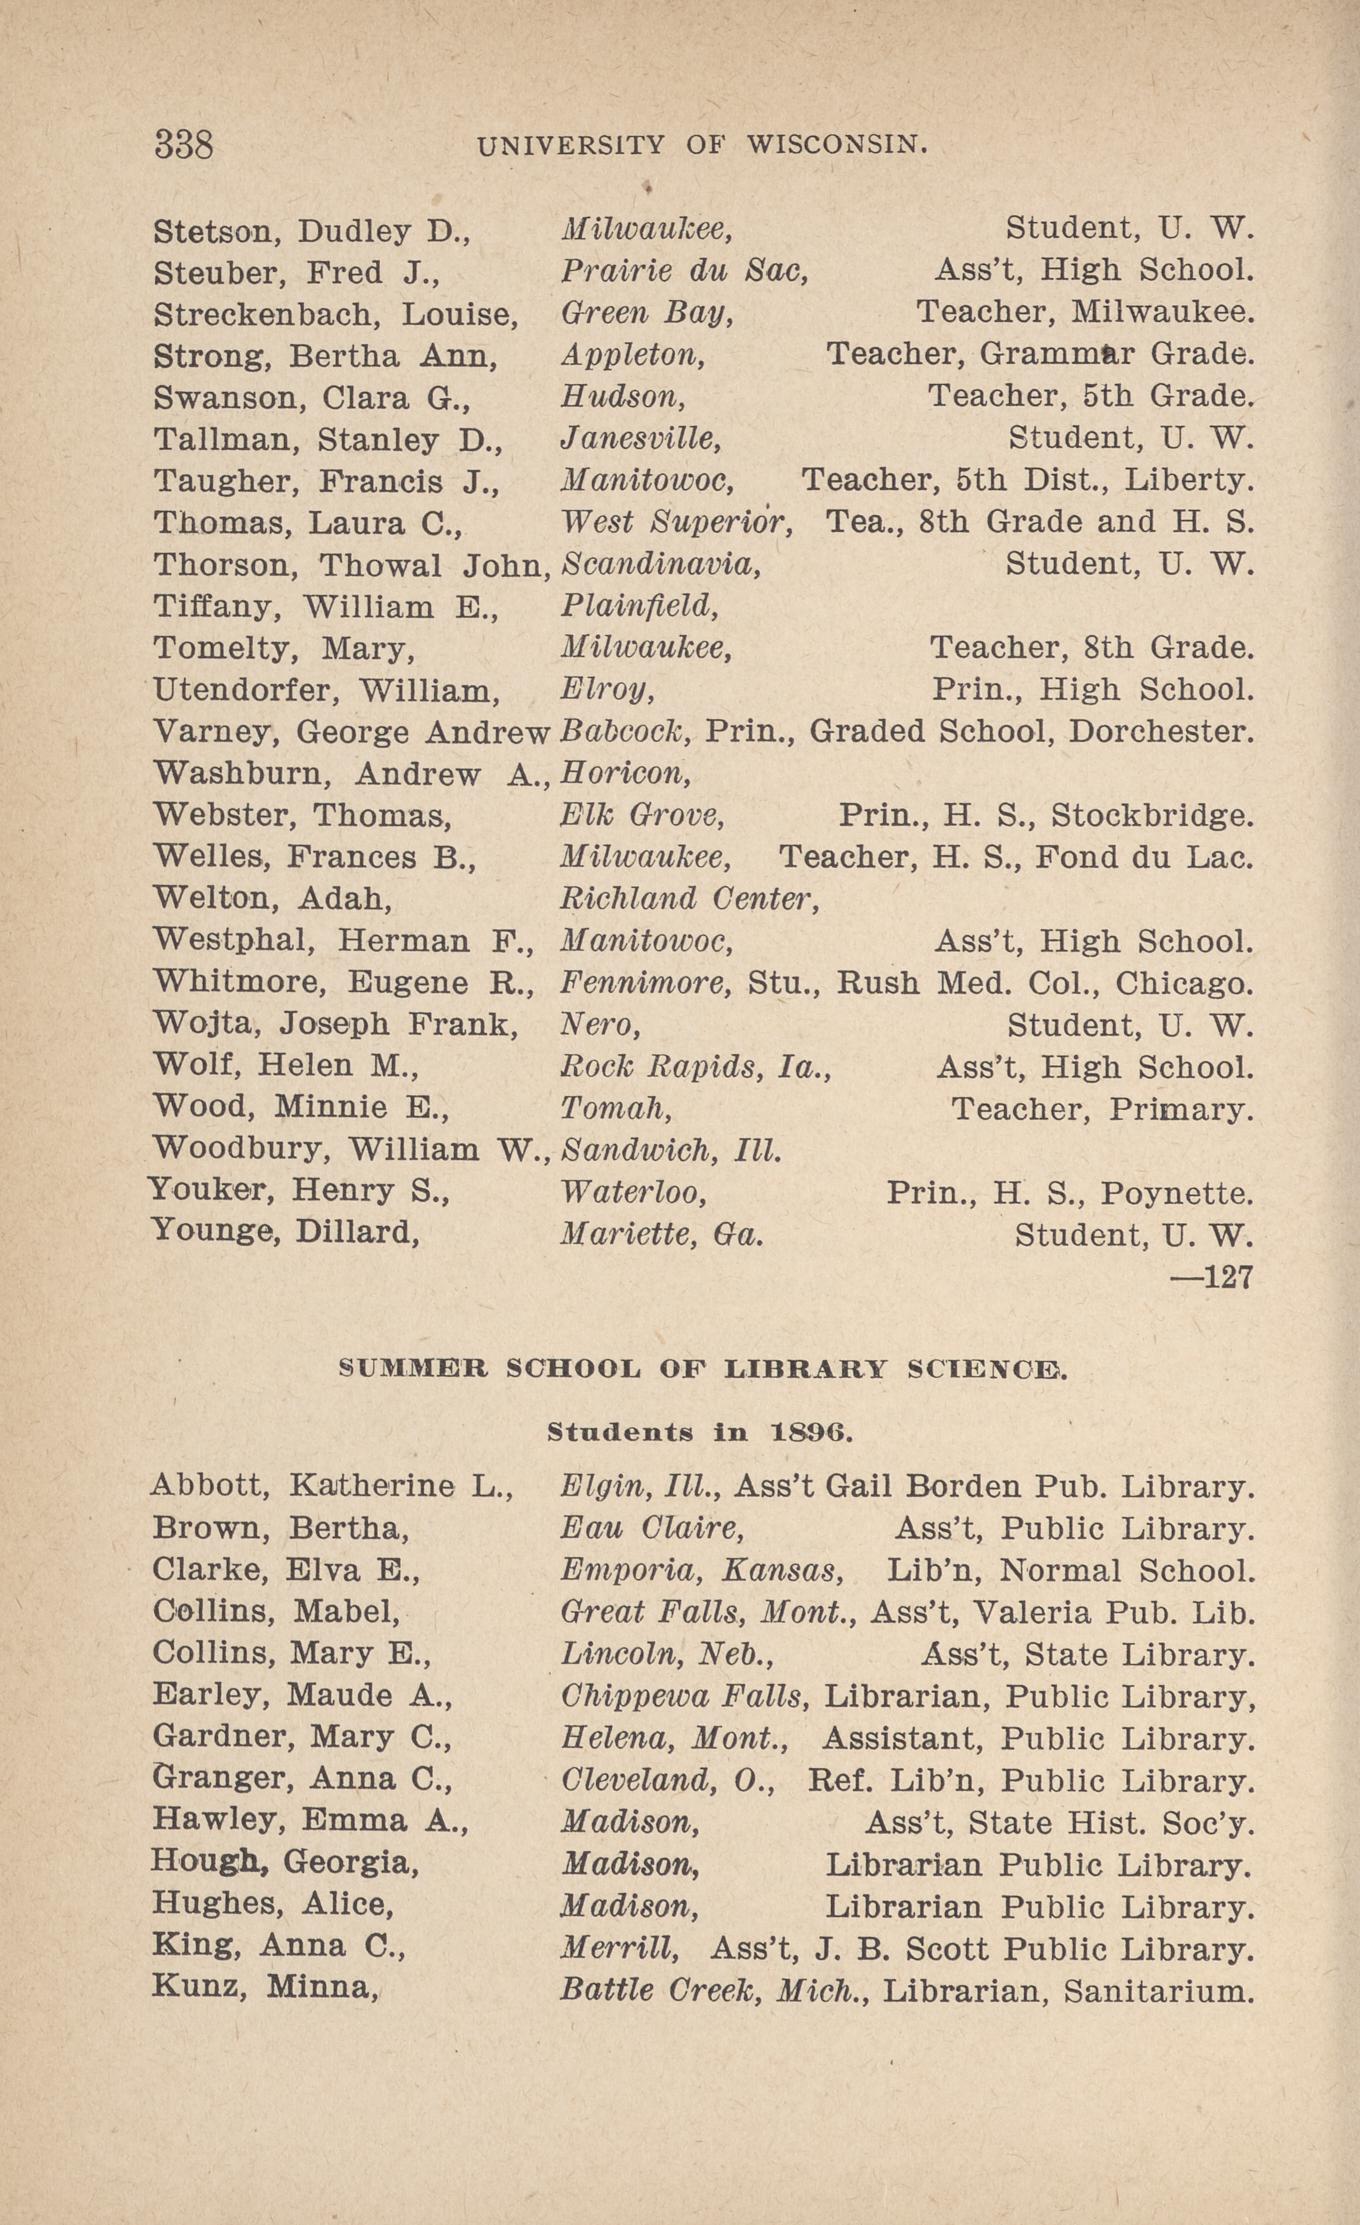 338 UNIVERSITY OF WISCONSIN.
Stetson, Dudley D., Milwaukee, Student, U. W.
Steuber, Fred J., Prairie du Sac, Ass't, High School.
Streckenbach, Louise, Green Bay, Teacher, Milwaukee.
Strong, Bertha Ann, Appleton, Teacher, Grammar Grade.
Swanson, Clara G., Hudson, Teacher, 5th Grade.
Tallman, Stanley D., Janesville, Student, U. W.
Taugher, Francis J., Manitowoc, Teacher, 5th Dist., Liberty.
Thomas, Laura C., West Superior, Tea., 8th Grade and H. S.
Thorson, Thowal John, Scandinavia, Student, U. W.
Tiffany, William E., Plainfield,
Tomelty, Mary, Milwaukee, Teacher, 8th Grade.
Utendorfer, William, Elroy, Prin., High School.
Varney, George Andrew Babcock, Prin., Graded School, Dorchester.
Washburn, Andrew A., Horicon,
Webster, Thomas, Elk Grove, Prin., H. S., Stockbridge.
Welles, Frances B., Milwaukee, Teacher, H. S., Fond du Lac.
Welton, Adah, Richland Center,
Westphal, Herman F., Manitowoc, Ass't, High School.
Whitmore, Eugene R., Fennimore, Stu., Rush Med. Col., Chicago.
Wojta, Joseph Frank, Nero, Student, U. W.
Wolf, Helen M., Rock Rapids, Ia., Ass't, High School.
Wood, Minnie E., Tomah, Teacher, Primary.
Woodbury, William W., Sandwich, Ill.
Youker, Henry S., Waterloo, Prin., H. S., Poynette.
Younge, Dillard, Mariette, Ga. Student, U. W.
—127
SUMMER SCHOOL OF LIBRARY SCIENCE.
Students in 1896.
Abbott, Katherine L., Elgin, Ill., Ass't Gail Borden Pub. Library.
Brown, Bertha, Eau Claire, Ass't, Public Library.
Clarke, Elva E., Emporia, Kansas, Lib'n, Normal School.
Collins, Mabel, Great Falls, Mont., Ass't, Valeria Pub. Lib.
Collins, Mary E., Lincoln, Neb., Ass't, State Library.
Earley, Maude A., Chippewa Falls, Librarian, Public Library,
Gardner, Mary C., Helena, Mont., Assistant, Public Library.
Granger, Anna C., Cleveland, O., Ref. Lib'n, Public Library.
Hawley, Emma A., Madison, Ass't, State Hist. Soc'y.
Hough, Georgia, Madison, Librarian Public Library.
Hughes, Alice, Madison, Librarian Public Library.
King, Anna C., Merrill, Ass't, J. B. Scott Public Library.
Kunz, Minna, Battle Creek, Mich., Librarian, Sanitarium.